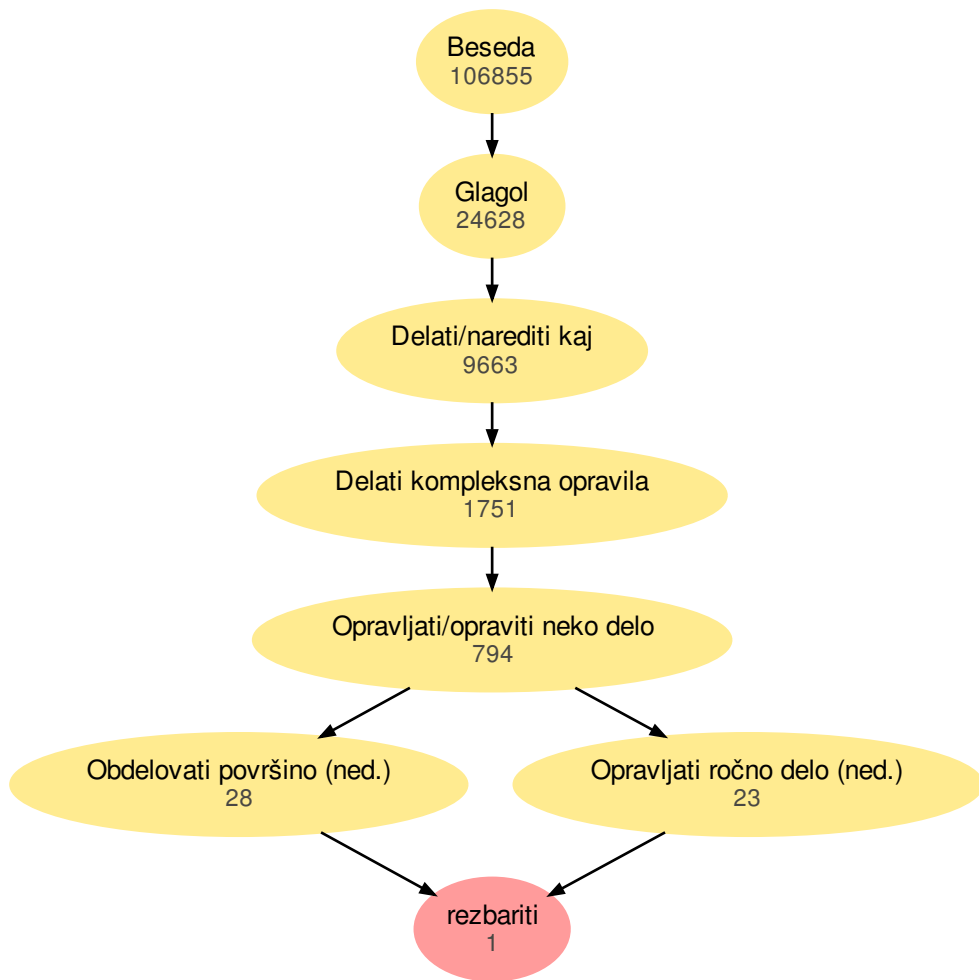 Beseda
106855
Glagol
24628
Delati/narediti kaj
9663
Delati kompleksna opravila
1751
Opravljati/opraviti neko delo
794
Obdelovati površino (ned.)
28
Opravljati ročno delo (ned.)
23
rezbariti
1